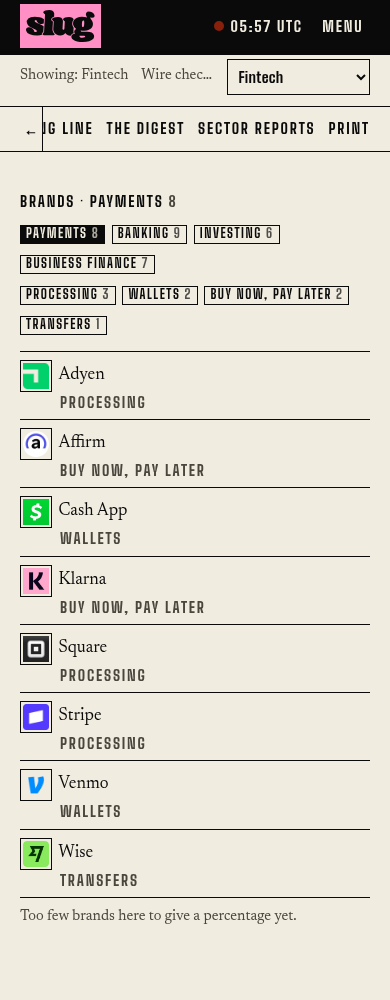 slug
05:57 UTC MENU
Showing: Fintech Wire chec... Fintech
← LINE THE DIGEST SECTOR REPORTS PRINT
BRANDS · PAYMENTS 8
PAYMENTS 8 BANKING 9 INVESTING 6
BUSINESS FINANCE 7
PROCESSING 3 WALLETS 2 BUY NOW, PAY LATER 2
TRANSFERS 1
Adyen
PROCESSING
a Affirm
BUY NOW, PAY LATER
$ Cash App
WALLETS
K Klarna
BUY NOW, PAY LATER
Square
PROCESSING
Stripe
PROCESSING
V Venmo
WALLETS
Wise
TRANSFERS
Too few brands here to give a percentage yet.